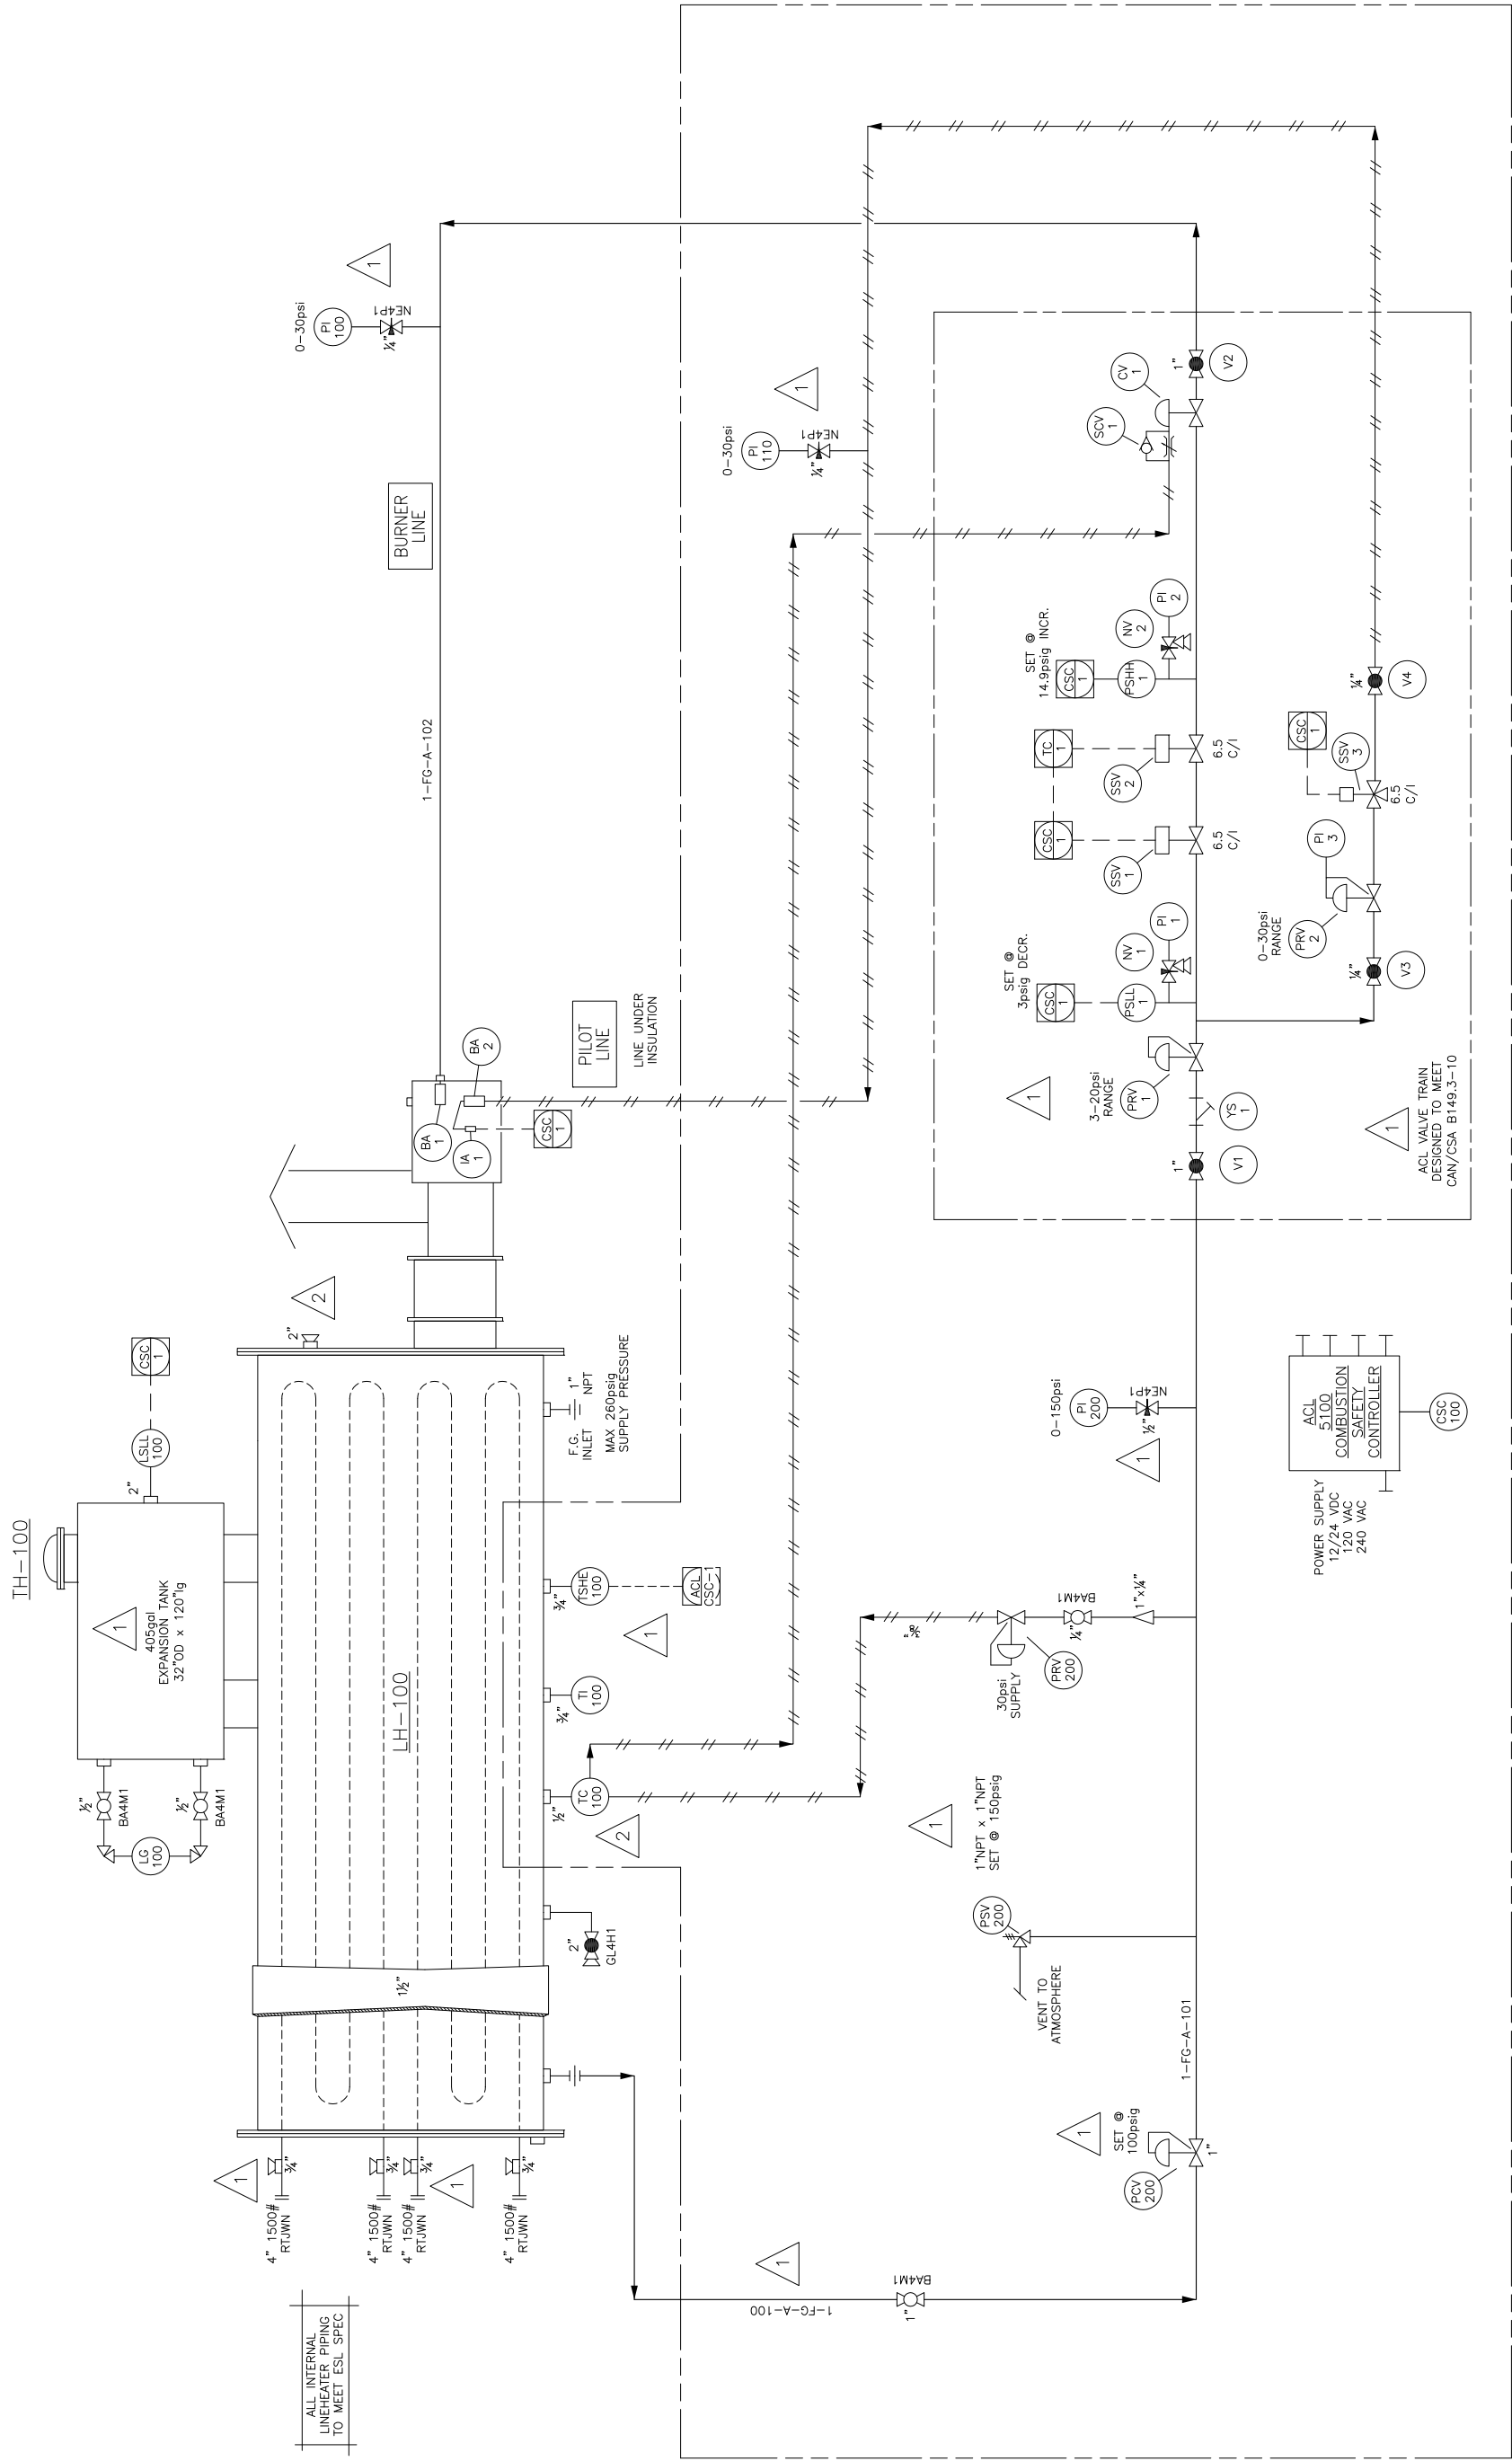 TH-100
405gal
EXPANSION TANK
32"OD x 120"lg
1
LSLL
100
CSC
1
2"
2"
2
½"
BA4M1
½"
BA4M1
LG
100
LH-100
1½"
ALL INTERNAL
LINEHEATER PIPING
TO MEET ESL SPEC
1
4" 1500#
RTJWN
¾"
4" 1500#
RTJWN
¾"
4" 1500#
RTJWN
¾"
4" 1500#
RTJWN
¾"
1
2"
GL4H1
½"
TC
100
2
¾"
TI
100
¾"
TSHE
100
1
ACL
CSC-1
F.G.
INLET
1"
NPT
MAX 260psig
SUPPLY PRESSURE
BA
1
IA
1
BA
2
CSC
1
PILOT
LINE
LINE UNDER
INSULATION
1-FG-A-102
BURNER
LINE
0-30psi
PI
100
¼"
NE4P1
1
0-30psi
PI
110
¼"
NE4P1
1
1
1-FG-A-100
1"
BA4M1
PCV
200
SET @
100psig
1"
1
1-FG-A-101
VENT TO
ATMOSPHERE
PSV
200
1"NPT x 1"NPT
SET @ 150psig
1
30psi
SUPPLY
PRV
200
⅜"
¼"
BA4M1
1"x¼"
0-150psi
PI
200
½"
NE4P1
1
POWER SUPPLY
12/24 VDC
120 VAC
240 VAC
ACL
5100
COMBUSTION
SAFETY
CONTROLLER
CSC
100
1"
V1
YS
1
3-20psi
RANGE
PRV
1
1
SET @
3psig DECR.
CSC
1
PSLL
1
NV
1
PI
1
CSC
1
SSV
1
6.5
C/I
TC
1
SSV
2
6.5
C/I
SET @
14.9psig INCR.
CSC
1
PSHH
1
NV
2
PI
2
SCV
1
CV
1
1"
V2
¼"
V3
0-30psi
RANGE
PRV
2
PI
3
CSC
1
SSV
3
6.5
C/I
¼"
V4
1
ACL VALVE TRAIN
DESIGNED TO MEET
CAN/CSA B149.3-10